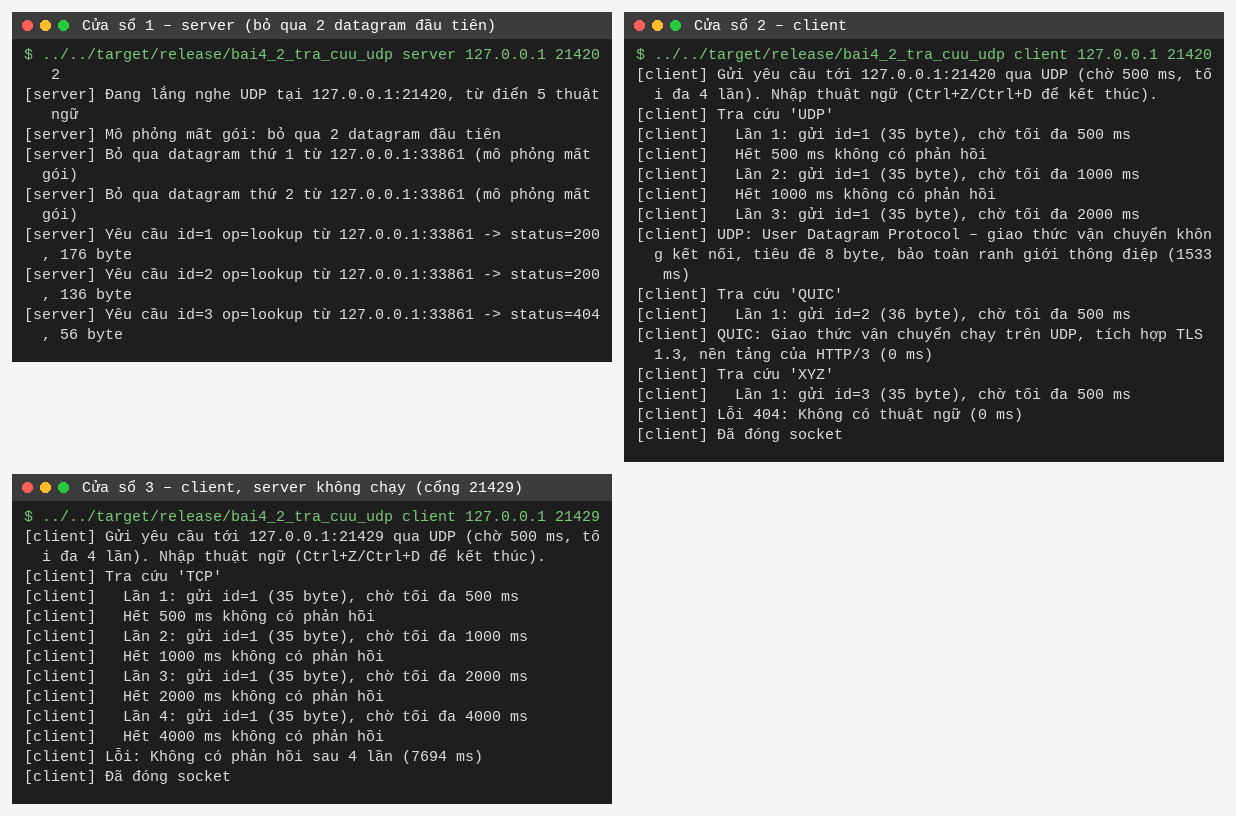 Cửa sổ 1 – server (bỏ qua 2 datagram đầu tiên)
$ ../../target/release/bai4_2_tra_cuu_udp server 127.0.0.1 21420
2
[server] Đang lắng nghe UDP tại 127.0.0.1:21420, từ điển 5 thuật
ngữ
[server] Mô phỏng mất gói: bỏ qua 2 datagram đầu tiên
[server] Bỏ qua datagram thứ 1 từ 127.0.0.1:33861 (mô phỏng mất
gói)
[server] Bỏ qua datagram thứ 2 từ 127.0.0.1:33861 (mô phỏng mất
gói)
[server] Yêu cầu id=1 op=lookup từ 127.0.0.1:33861 -> status=200
, 176 byte
[server] Yêu cầu id=2 op=lookup từ 127.0.0.1:33861 -> status=200
, 136 byte
[server] Yêu cầu id=3 op=lookup từ 127.0.0.1:33861 -> status=404
, 56 byte
Cửa sổ 2 – client
$ ../../target/release/bai4_2_tra_cuu_udp client 127.0.0.1 21420
[client] Gửi yêu cầu tới 127.0.0.1:21420 qua UDP (chờ 500 ms, tố
i đa 4 lần). Nhập thuật ngữ (Ctrl+Z/Ctrl+D để kết thúc).
[client] Tra cứu 'UDP'
[client]   Lần 1: gửi id=1 (35 byte), chờ tối đa 500 ms
[client]   Hết 500 ms không có phản hồi
[client]   Lần 2: gửi id=1 (35 byte), chờ tối đa 1000 ms
[client]   Hết 1000 ms không có phản hồi
[client]   Lần 3: gửi id=1 (35 byte), chờ tối đa 2000 ms
[client] UDP: User Datagram Protocol – giao thức vận chuyển khôn
g kết nối, tiêu đề 8 byte, bảo toàn ranh giới thông điệp (1533
ms)
[client] Tra cứu 'QUIC'
[client]   Lần 1: gửi id=2 (36 byte), chờ tối đa 500 ms
[client] QUIC: Giao thức vận chuyển chạy trên UDP, tích hợp TLS
1.3, nền tảng của HTTP/3 (0 ms)
[client] Tra cứu 'XYZ'
[client]   Lần 1: gửi id=3 (35 byte), chờ tối đa 500 ms
[client] Lỗi 404: Không có thuật ngữ (0 ms)
[client] Đã đóng socket
Cửa sổ 3 – client, server không chạy (cổng 21429)
$ ../../target/release/bai4_2_tra_cuu_udp client 127.0.0.1 21429
[client] Gửi yêu cầu tới 127.0.0.1:21429 qua UDP (chờ 500 ms, tố
i đa 4 lần). Nhập thuật ngữ (Ctrl+Z/Ctrl+D để kết thúc).
[client] Tra cứu 'TCP'
[client]   Lần 1: gửi id=1 (35 byte), chờ tối đa 500 ms
[client]   Hết 500 ms không có phản hồi
[client]   Lần 2: gửi id=1 (35 byte), chờ tối đa 1000 ms
[client]   Hết 1000 ms không có phản hồi
[client]   Lần 3: gửi id=1 (35 byte), chờ tối đa 2000 ms
[client]   Hết 2000 ms không có phản hồi
[client]   Lần 4: gửi id=1 (35 byte), chờ tối đa 4000 ms
[client]   Hết 4000 ms không có phản hồi
[client] Lỗi: Không có phản hồi sau 4 lần (7694 ms)
[client] Đã đóng socket